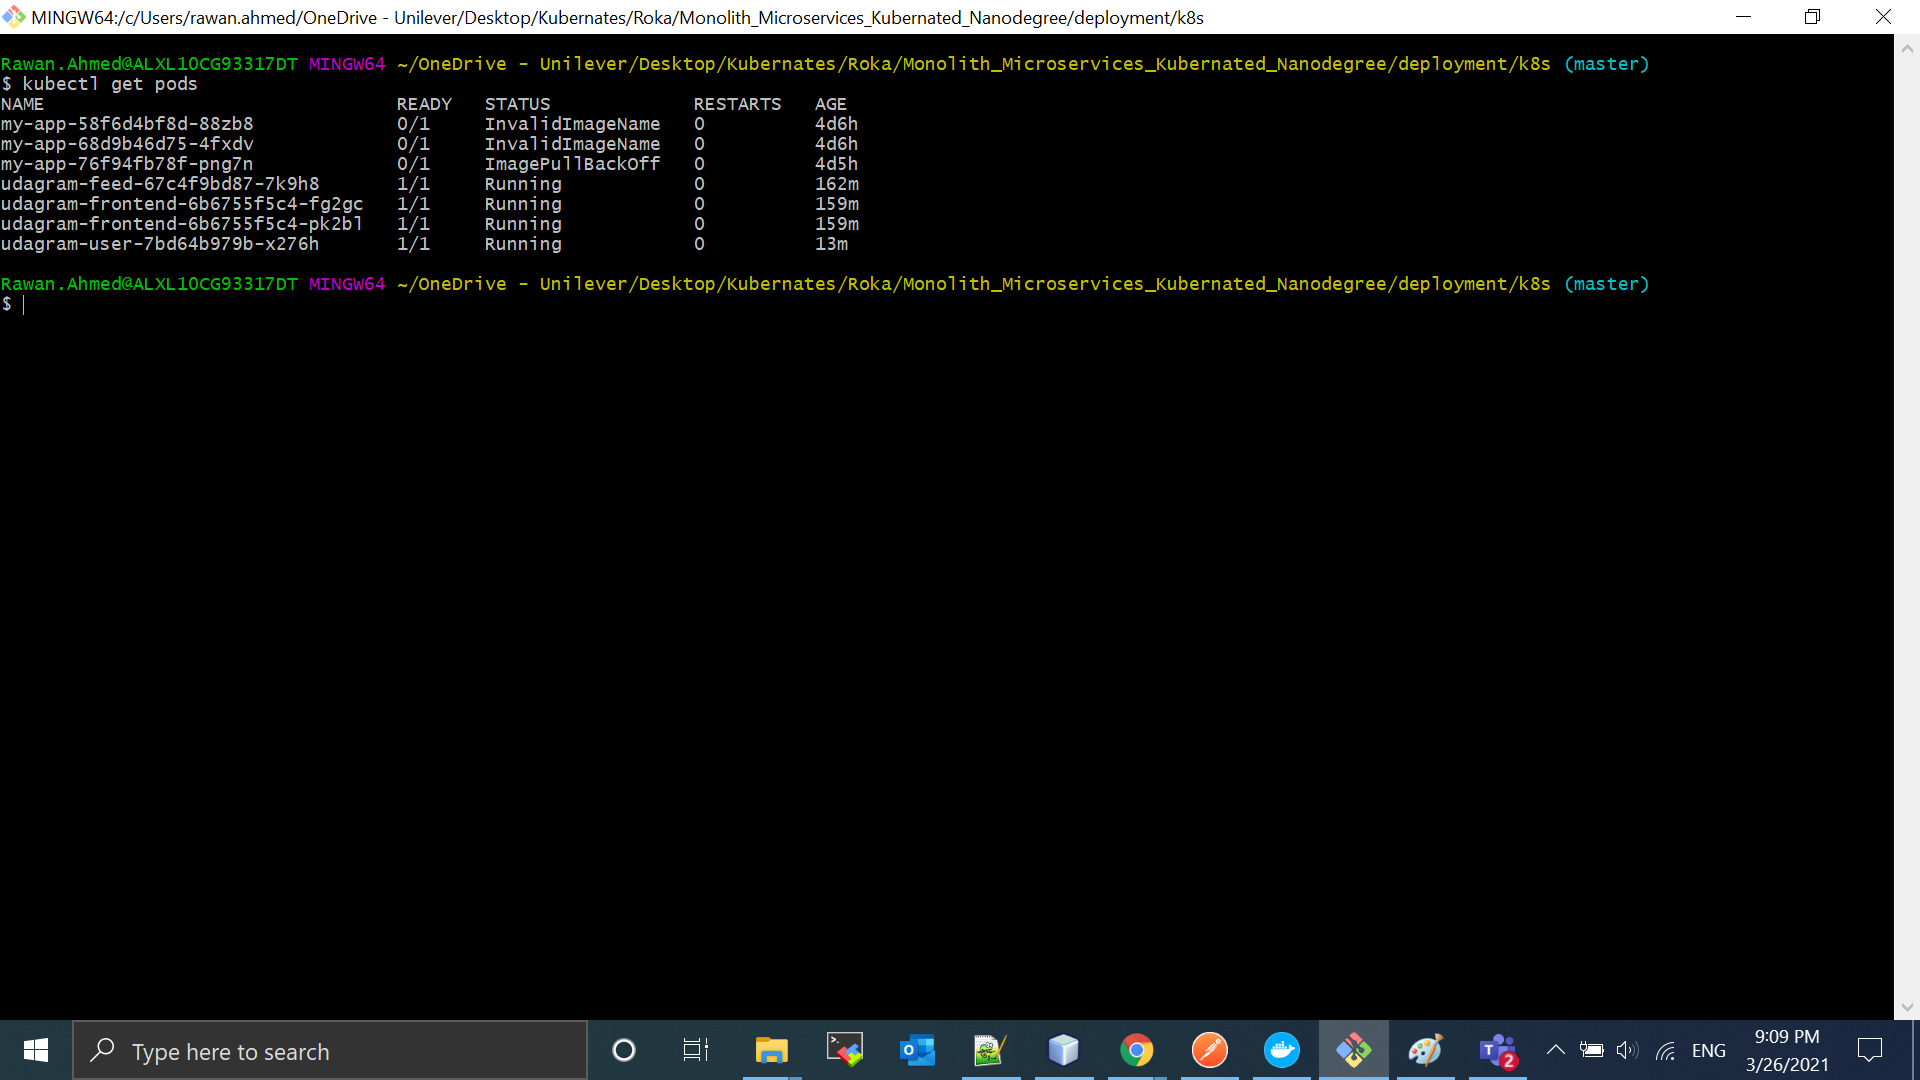 MINGW64:/c/Users/rawan.ahmed/OneDrive - Unilever/Desktop/Kubernates/Roka/Monolith_Microservices_Kubernated_Nanodegree/deployment/k8s
Rawan.Ahmed@ALXL10CG93317DT MINGW64 ~/OneDrive - Unilever/Desktop/Kubernates/Roka/Monolith_Microservices_Kubernated_Nanodegree/deployment/k8s (master)
$ kubectl get pods
NAME READY STATUS RESTARTS AGE
my-app-58f6d4bf8d-88zb8 0/1 InvalidImageName 0 4d6h
my-app-68d9b46d75-4fxdv 0/1 InvalidImageName 0 4d6h
my-app-76f94fb78f-png7n 0/1 ImagePullBackOff 0 4d5h
udagram-feed-67c4f9bd87-7k9h8 1/1 Running 0 162m
udagram-frontend-6b6755f5c4-fg2gc 1/1 Running 0 159m
udagram-frontend-6b6755f5c4-pk2bl 1/1 Running 0 159m
udagram-user-7bd64b979b-x276h 1/1 Running 0 13m
Rawan.Ahmed@ALXL10CG93317DT MINGW64 ~/OneDrive - Unilever/Desktop/Kubernates/Roka/Monolith_Microservices_Kubernated_Nanodegree/deployment/k8s (master)
$
Type here to search
2
ENG
9:09 PM
3/26/2021